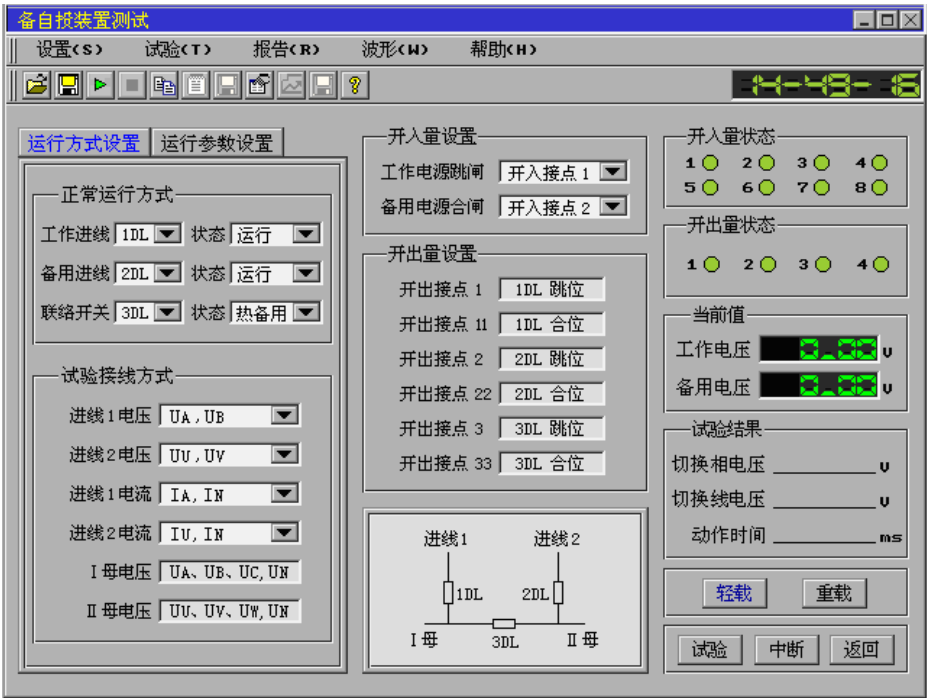 备自投装置测试
设置(S) 试验(T) 报告(R) 波形(W) 帮助(H)
14-49-16
运行方式设置 运行参数设置
正常运行方式
工作进线 1DL 状态 运行
备用进线 2DL 状态 运行
联络开关 3DL 状态 热备用
试验接线方式
进线1电压 UA,UB
进线2电压 UU,UV
进线1电流 IA,IN
进线2电流 IU,IN
I 母电压 UA、UB、UC,UN
II 母电压 UU、UV、UW,UN
开入量设置
工作电源跳闸 开入接点1
备用电源合闸 开入接点2
开出量设置
开出接点 1 1DL 跳位
开出接点 11 1DL 合位
开出接点 2 2DL 跳位
开出接点 22 2DL 合位
开出接点 3 3DL 跳位
开出接点 33 3DL 合位
进线1 进线2
1DL 2DL
I 母 3DL II 母
开入量状态
1 2 3 4
5 6 7 8
开出量状态
1 2 3 4
当前值
工作电压 0.00 V
备用电压 0.00 V
试验结果
切换相电压 V
切换线电压 V
动作时间 ms
轻载 重载
试验 中断 返回